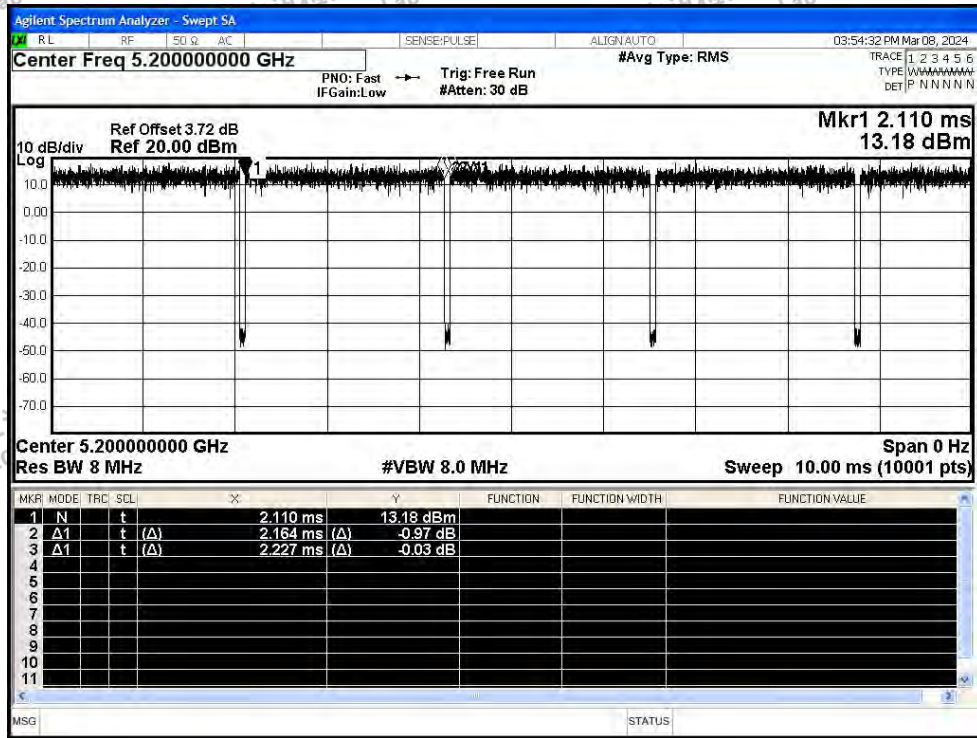 Agilent Spectrum Analyzer - Swept SA
LXI RL RF 50 Ω AC SENSE:PULSE ALIGNAUTO 03:54:32 PM Mar 08, 2024
Center Freq 5.200000000 GHz #Avg Type: RMS TRACE 1 2 3 4 5 6
PNO: Fast Trig: Free Run TYPE WWWWWW
IFGain:Low #Atten: 30 dB DET P N N N N N
Mkr1 2.110 ms
Ref Offset 3.72 dB
10 dB/div Ref 20.00 dBm 13.18 dBm
Log
1
10.0
0.00
-10.0
-20.0
-30.0
-40.0
-50.0
-60.0
-70.0
Center 5.200000000 GHz Span 0 Hz
Res BW 8 MHz #VBW 8.0 MHz Sweep 10.00 ms (10001 pts)
MKR MODE TRC SCL X Y FUNCTION FUNCTION WIDTH FUNCTION VALUE
1 N t 2.110 ms 13.18 dBm
2 Δ1 t (Δ) 2.164 ms (Δ) -0.97 dB
3 Δ1 t (Δ) 2.227 ms (Δ) -0.03 dB
4
5
6
7
8
9
10
11
MSG STATUS